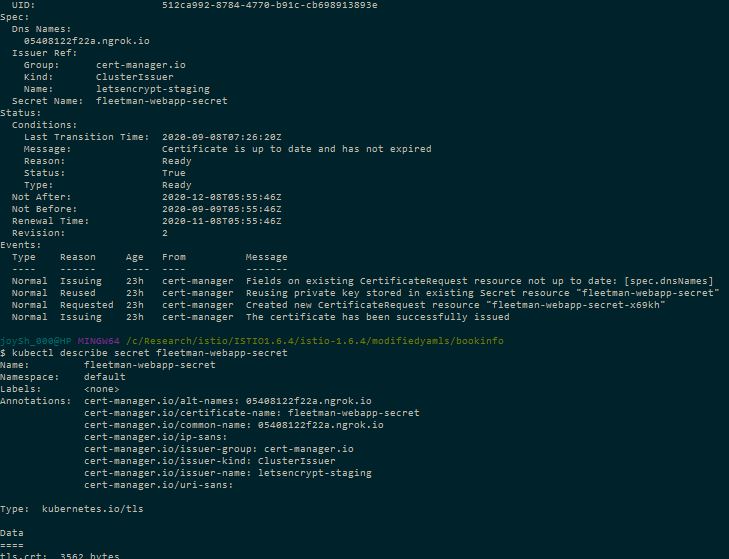 UID: 512ca992-8784-4770-b91c-cb698913893e
Spec:
Dns Names:
05408122f22a.ngrok.io
Issuer Ref:
Group: cert-manager.io
Kind: ClusterIssuer
Name: letsencrypt-staging
Secret Name: fleetman-webapp-secret
Status:
Conditions:
Last Transition Time: 2020-09-08T07:26:20Z
Message: Certificate is up to date and has not expired
Reason: Ready
Status: True
Type: Ready
Not After: 2020-12-08T05:55:46Z
Not Before: 2020-09-09T05:55:46Z
Renewal Time: 2020-11-08T05:55:46Z
Revision: 2
Events:
Type Reason Age From Message
---- ------ ---- ---- -------
Normal Issuing 23h cert-manager Fields on existing CertificateRequest resource not up to date: [spec.dnsNames]
Normal Reused 23h cert-manager Reusing private key stored in existing Secret resource "fleetman-webapp-secret"
Normal Requested 23h cert-manager Created new CertificateRequest resource "fleetman-webapp-secret-x69kh"
Normal Issuing 23h cert-manager The certificate has been successfully issued
joySh_000@HP MINGW64 /c/Research/istio/ISTIO1.6.4/istio-1.6.4/modifiedyamls/bookinfo
$ kubectl describe secret fleetman-webapp-secret
Name: fleetman-webapp-secret
Namespace: default
Labels: <none>
Annotations: cert-manager.io/alt-names: 05408122f22a.ngrok.io
cert-manager.io/certificate-name: fleetman-webapp-secret
cert-manager.io/common-name: 05408122f22a.ngrok.io
cert-manager.io/ip-sans:
cert-manager.io/issuer-group: cert-manager.io
cert-manager.io/issuer-kind: ClusterIssuer
cert-manager.io/issuer-name: letsencrypt-staging
cert-manager.io/uri-sans:
Type: kubernetes.io/tls
Data
====
tls.crt: 3562 bytes